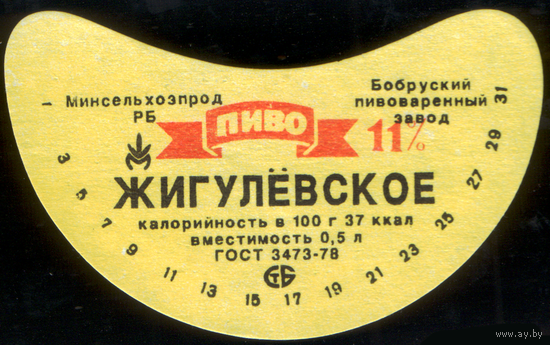 Минсельхозпрод
РБ
Бобруский
пивоваренный
завод
ПИВО
11%
ЖИГУЛЁВСКОЕ
калорийность в 100 г 37 ккал
вместимость 0,5 л
ГОСТ 3473-78
СТБ
1 3 5 7 9 11 13 15 17 19 21 23 25 27 29 31
www.ay.by